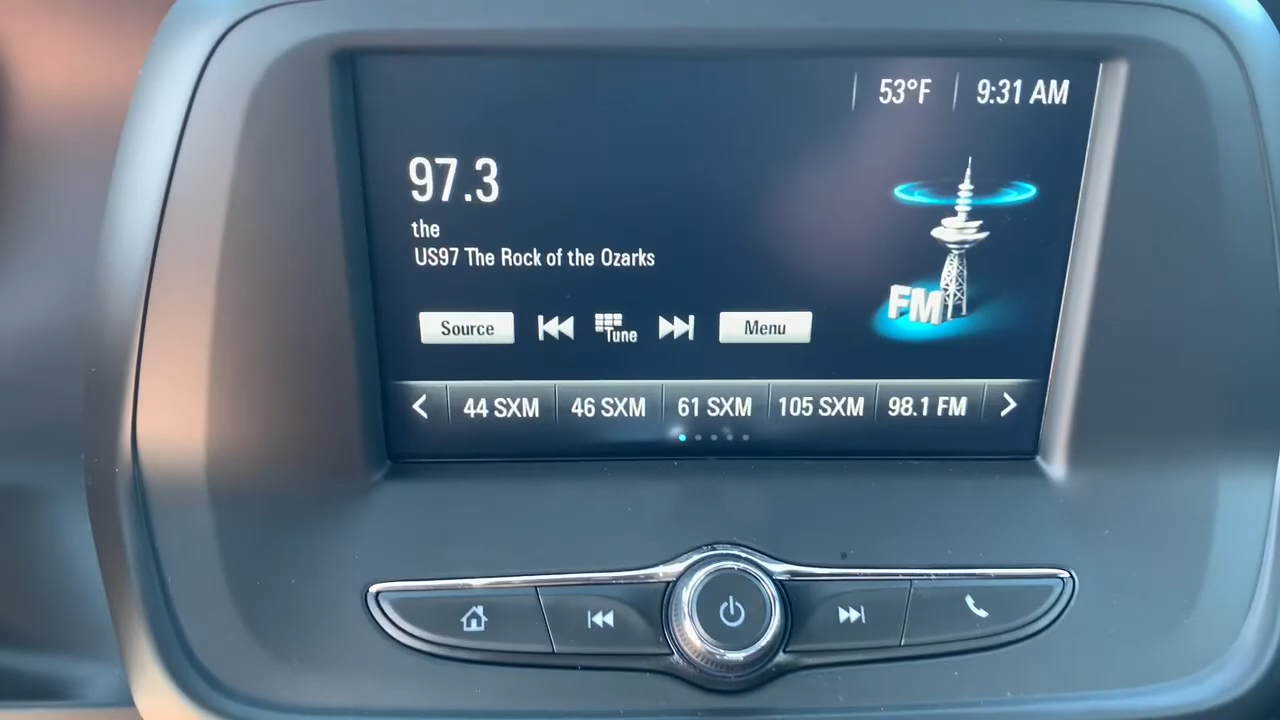 53°F 9:31 AM
97.3
the
US97 The Rock of the Ozarks
FM
Source Tune Menu
44 SXM 46 SXM 61 SXM 105 SXM 98.1 FM